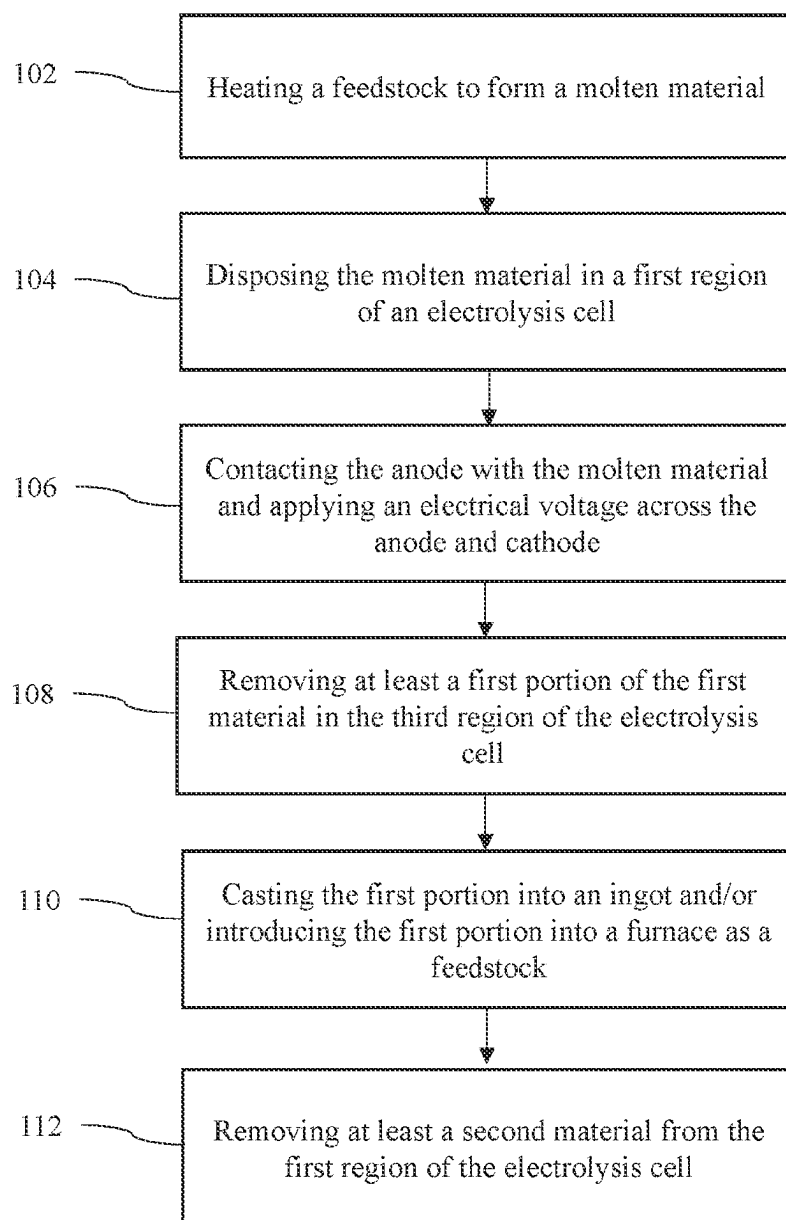 102
Heating a feedstock to form a molten material
104
Disposing the molten material in a first region
of an electrolysis cell
106
Contacting the anode with the molten material
and applying an electrical voltage across the
anode and cathode
108
Removing at least a first portion of the first
material in the third region of the electrolysis
cell
110
Casting the first portion into an ingot and/or
introducing the first portion into a furnace as a
feedstock
112
Removing at least a second material from the
first region of the electrolysis cell